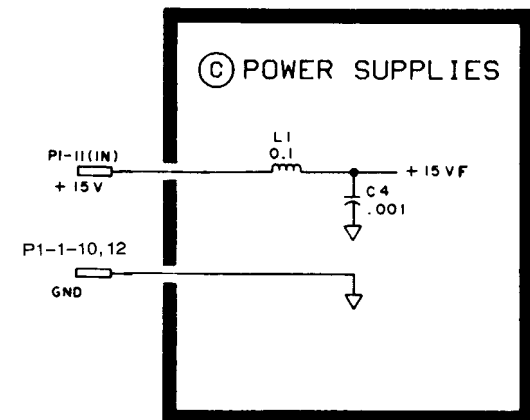 C POWER SUPPLIES
L1
0.1
P1-11(IN)
+15V
+15VF
C4
.001
P1-1-10,12
GND